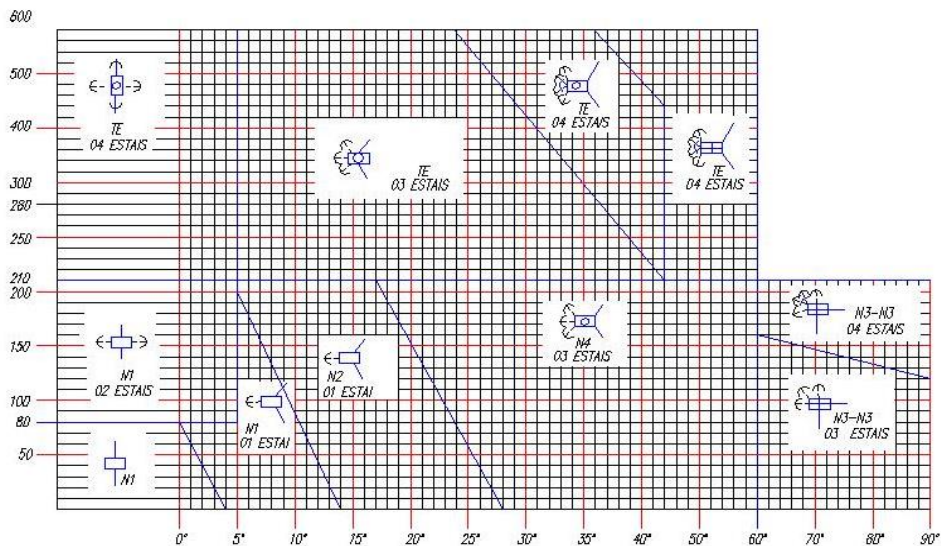 600
500
400
300
280
250
210
200
150
100
80
50
TE
04 ESTAIS
TE
03 ESTAIS
TE
04 ESTAIS
TE
04 ESTAIS
N1
02 ESTAIS
N1
N1
01 ESTAI
N2
01 ESTAI
N4
03 ESTAIS
N3-N3
04 ESTAIS
N3-N3
03 ESTAIS
0° 5° 10° 15° 20° 25° 30° 35° 40° 45° 50° 60° 70° 80° 90°